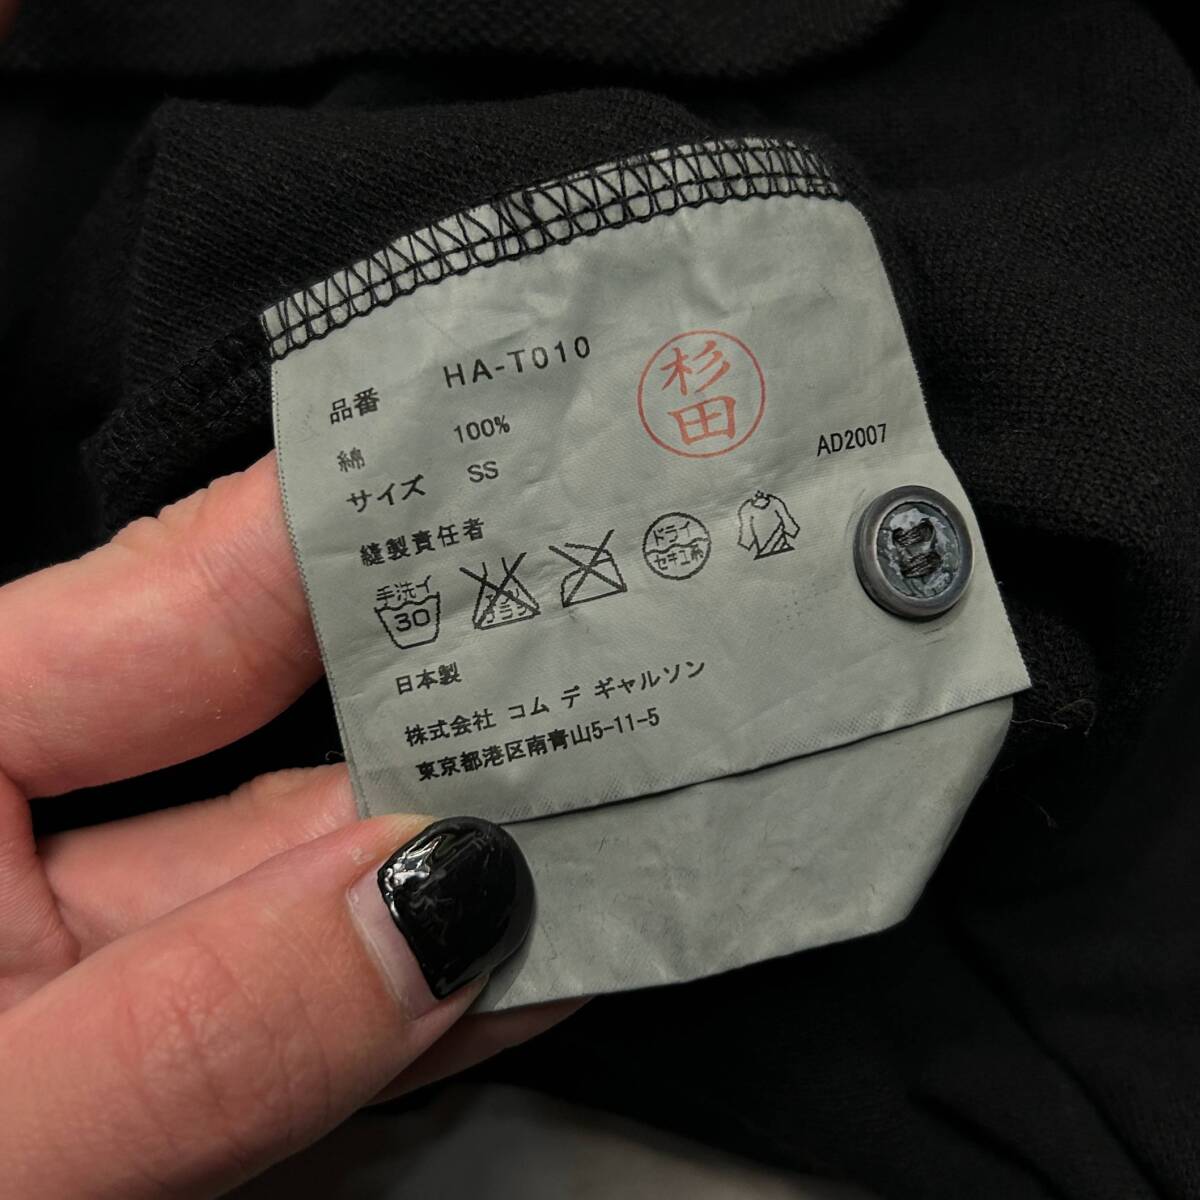 品番 HA-T010
綿 100%
サイズ SS
縫製責任者
杉田
AD2007
手洗イ
30
ドライ
セキユ系
日本製
株式会社 コム デ ギャルソン
東京都港区南青山5-11-5